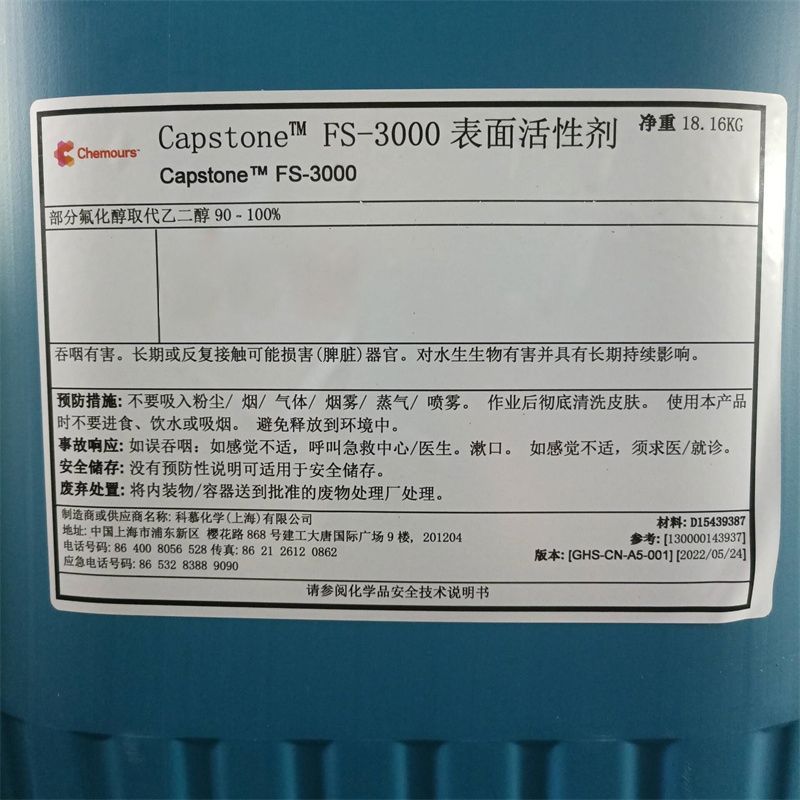 Chemours™
Capstone™ FS-3000 表面活性剂
净重 18.16KG
Capstone™ FS-3000
部分氟化醇取代乙二醇 90 - 100%
吞咽有害。长期或反复接触可能损害(脾脏)器官。对水生生物有害并具有长期持续影响。
预防措施: 不要吸入粉尘/ 烟/ 气体/ 烟雾/ 蒸气/ 喷雾。 作业后彻底清洗皮肤。 使用本产品
时不要进食、饮水或吸烟。 避免释放到环境中。
事故响应: 如误吞咽: 如感觉不适, 呼叫急救中心/医生。漱口。 如感觉不适, 须求医/就诊。
安全储存: 没有预防性说明可适用于安全储存。
废弃处置: 将内装物/容器送到批准的废物处理厂处理。
制造商或供应商名称: 科慕化学(上海)有限公司
地址: 中国上海市浦东新区 樱花路 868 号建工大唐国际广场 9 楼, 201204
电话号码: 86 400 8056 528 传真: 86 21 2612 0862
应急电话号码: 86 532 8388 9090
材料: D15439387
参考: [130000143937]
版本: [GHS-CN-A5-001] [2022/05/24]
请参阅化学品安全技术说明书